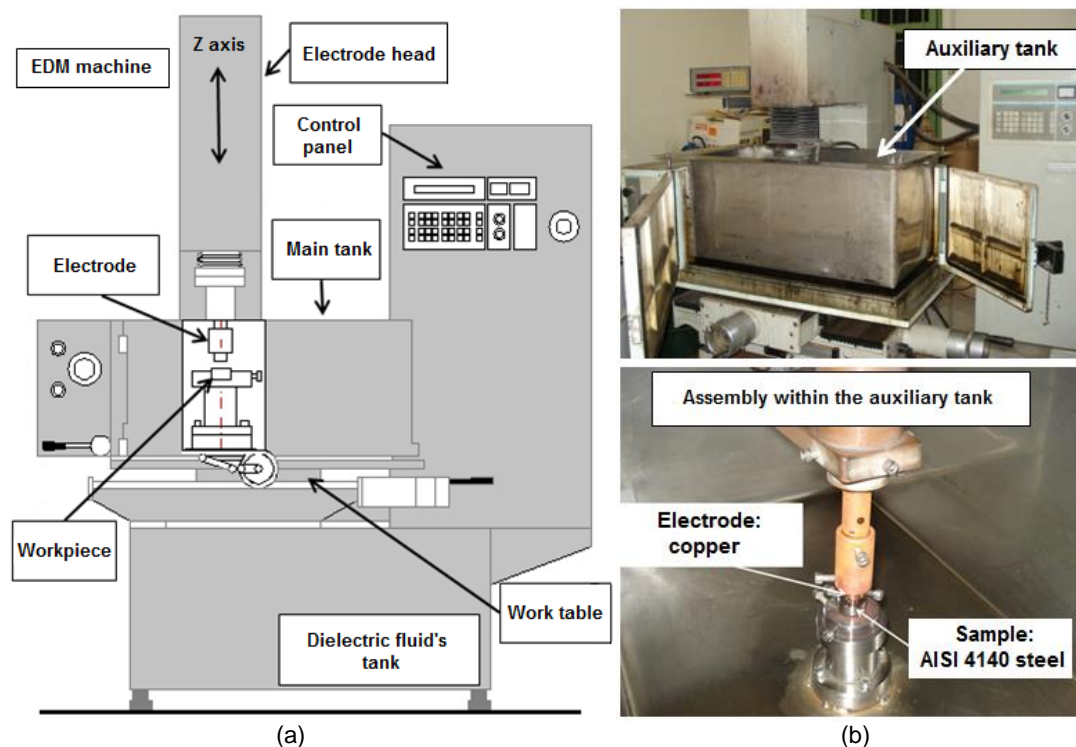 Z axis
EDM machine
Electrode head
Control
panel
Main tank
Electrode
Workpiece
Work table
Dielectric fluid's
tank
(a)
Auxiliary tank
Assembly within the auxiliary tank
Electrode:
copper
Sample:
AISI 4140 steel
(b)